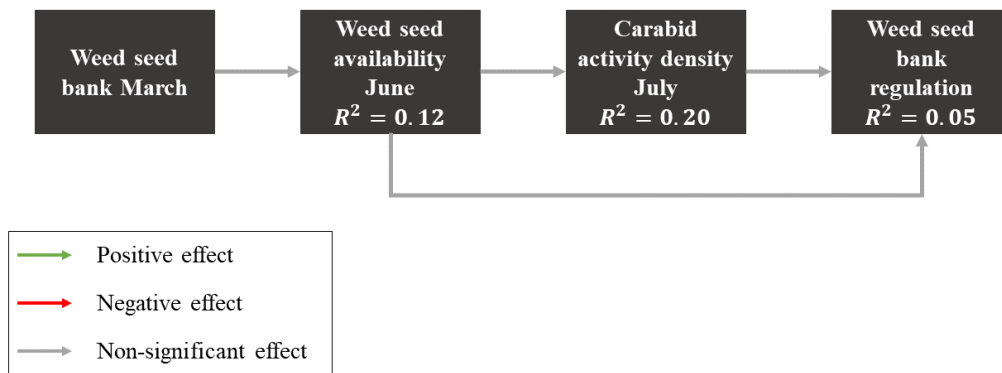 Weed seed
bank March
Weed seed
availability
June
R² = 0.12
Carabid
activity density
July
R² = 0.20
Weed seed
bank
regulation
R² = 0.05
Positive effect
Negative effect
Non-significant effect